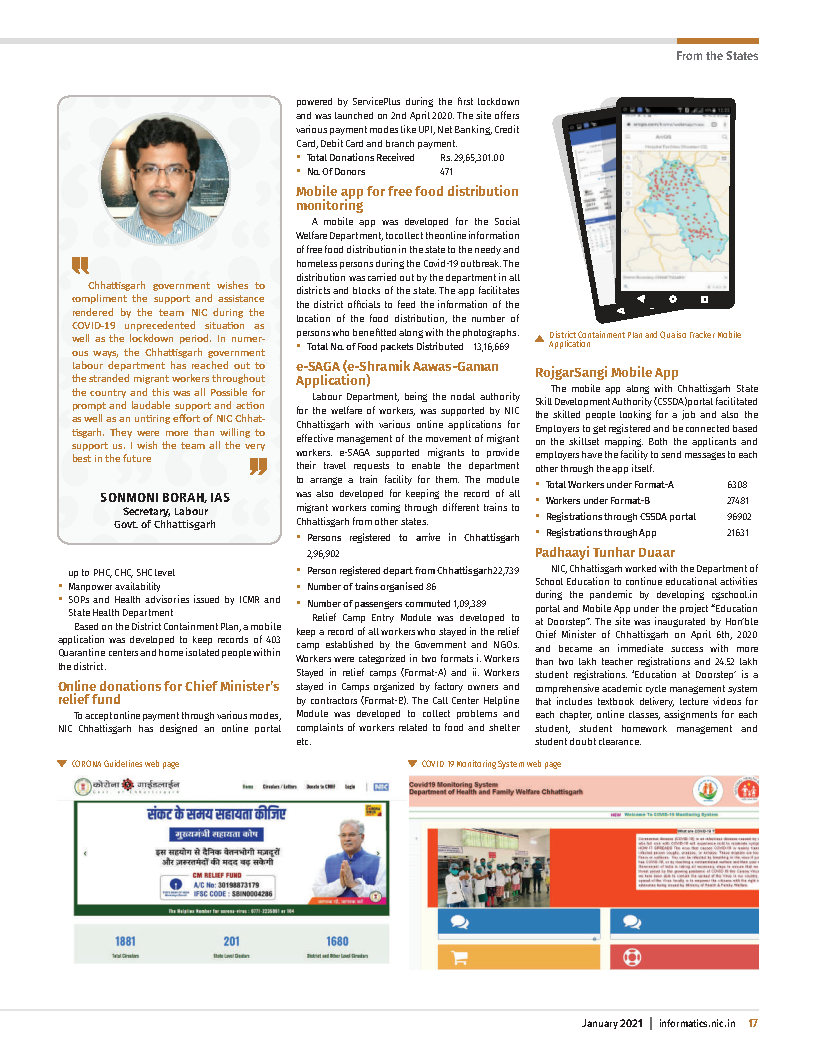 From the States
Chhattisgarh government wishes to
compliment the support and assistance
rendered by the team NIC during the
COVID-19 unprecedented situation as
well as the lockdown period. In numer-
ous ways, the Chhattisgarh government
Labour department has reached out to
the stranded migrant workers throughout
the country and this was all Possible for
prompt and laudable support and action
as well as an untiring effort of NIC Chhat-
tisgarh. They were more than willing to
support us. I wish the team all the very
best in the future
SONMONI BORAH, IAS
Secretary, Labour
Govt. of Chhattisgarh
up to PHC, CHC, SHC level
• Manpower availability
• SOPs and Health advisories issued by ICMR and
State Health Department
Based on the District Containment Plan, a mobile
application was developed to keep records of 403
Quarantine centers and home isolated people within
the district.
Online donations for Chief Minister's
relief fund
To accept online payment through various modes,
NIC Chhattisgarh has designed an online portal
powered by ServicePlus during the first lockdown
and was launched on 2nd April 2020. The site offers
various payment modes like UPI, Net Banking, Credit
Card, Debit Card and branch payment.
• Total Donations Received Rs. 29,65,301.00
• No. Of Donors 471
Mobile app for free food distribution
monitoring
A mobile app was developed for the Social
Welfare Department, to collect the online information
of free food distribution in the state to the needy and
homeless persons during the Covid-19 outbreak. The
distribution was carried out by the department in all
districts and blocks of the state. The app facilitates
the district officials to feed the information of the
location of the food distribution, the number of
persons who benefitted along with the photographs.
• Total No. of Food packets Distributed 13,16,669
e-SAGA (e-Shramik Aawas-Gaman
Application)
Labour Department, being the nodal authority
for the welfare of workers, was supported by NIC
Chhattisgarh with various online applications for
effective management of the movement of migrant
workers. e-SAGA supported migrants to provide
their travel requests to enable the department
to arrange a train facility for them. The module
was also developed for keeping the record of all
migrant workers coming through different trains to
Chhattisgarh from other states.
• Persons registered to arrive in Chhattisgarh
2,96,902
• Person registered depart from Chhattisgarh22,739
• Number of trains organised 86
• Number of passengers commuted 1,09,389
Relief Camp Entry Module was developed to
keep a record of all workers who stayed in the relief
camp established by the Government and NGOs.
Workers were categorized in two formats i. Workers
Stayed in relief camps (Format-A) and ii. Workers
stayed in Camps organized by factory owners and
by contractors (Format-B). The Call Center Helpline
Module was developed to collect problems and
complaints of workers related to food and shelter
etc.
ArcGIS
District Containment Plan and Quaiso Tracker Mobile
Application
RojgarSangi Mobile App
The mobile app along with Chhattisgarh State
Skill Development Authority (CSSDA)portal facilitated
the skilled people looking for a job and also the
Employers to get registered and be connected based
on the skillset mapping. Both the applicants and
employers have the facility to send messages to each
other through the app itself.
• Total Workers under Format-A 6308
• Workers under Format-B 27481
• Registrations through CSSDA portal 96902
• Registrations through App 21631
Padhaayi Tunhar Duaar
NIC, Chhattisgarh worked with the Department of
School Education to continue educational activities
during the pandemic by developing cgschool.in
portal and Mobile App under the project “Education
at Doorstep”. The site was inaugurated by Hon'ble
Chief Minister of Chhattisgarh on April 6th, 2020
and became an immediate success with more
than two lakh teacher registrations and 24.52 lakh
student registrations. 'Education at Doorstep' is a
comprehensive academic cycle management system
that includes textbook delivery, lecture videos for
each chapter, online classes, assignments for each
student, student homework management and
student doubt clearance.
CORONA Guidelines web page
कोरोना गाईडलाईन
Home Circulars / Letters Donate to CMRF Login NIC
संकट के समय सहायता कीजिए
मुख्यमंत्री सहायता कोष
इस सहयोग से दैनिक वेतनभोगी मजदूरों
और ज़रूरतमंदों की मदद बढ़ सकेगी
CM RELIEF FUND
A/C No: 30198873179
IFSC CODE : SBIN0004286
The Helpline Number for corona-virus : 0771-2235091 or 104
1881 201 1680
Total Circulars State Level Circulars District and Other Level Circulars
COVID 19 Monitoring System web page
Covid19 Monitoring System
Department of Health and Family Welfare Chhattisgarh
NEW Welcome To COVID-19 Monitoring System
What are COVID-19 ?
January 2021 | informatics.nic.in 17